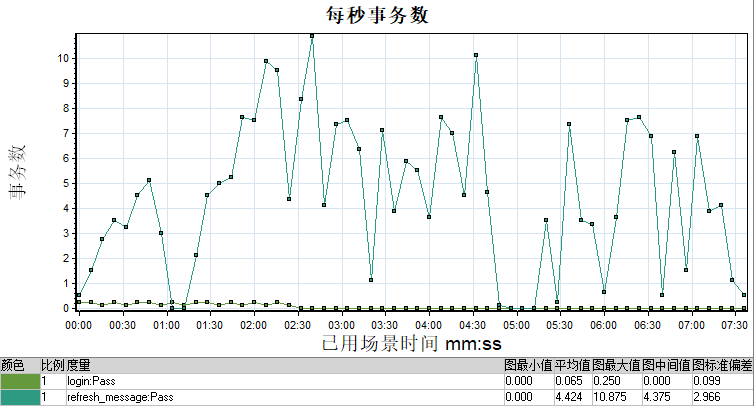 每秒事务数
事务数
10
9
8
7
6
5
4
3
2
1
0
00:00 00:30 01:00 01:30 02:00 02:30 03:00 03:30 04:00 04:30 05:00 05:30 06:00 06:30 07:00 07:30
已用场景时间 mm:ss
颜色 比例 度量 图最小值 平均值 图最大值 图中间值 图标准偏差
1 login:Pass 0.000 0.065 0.250 0.000 0.099
1 refresh_message:Pass 0.000 4.424 10.875 4.375 2.966